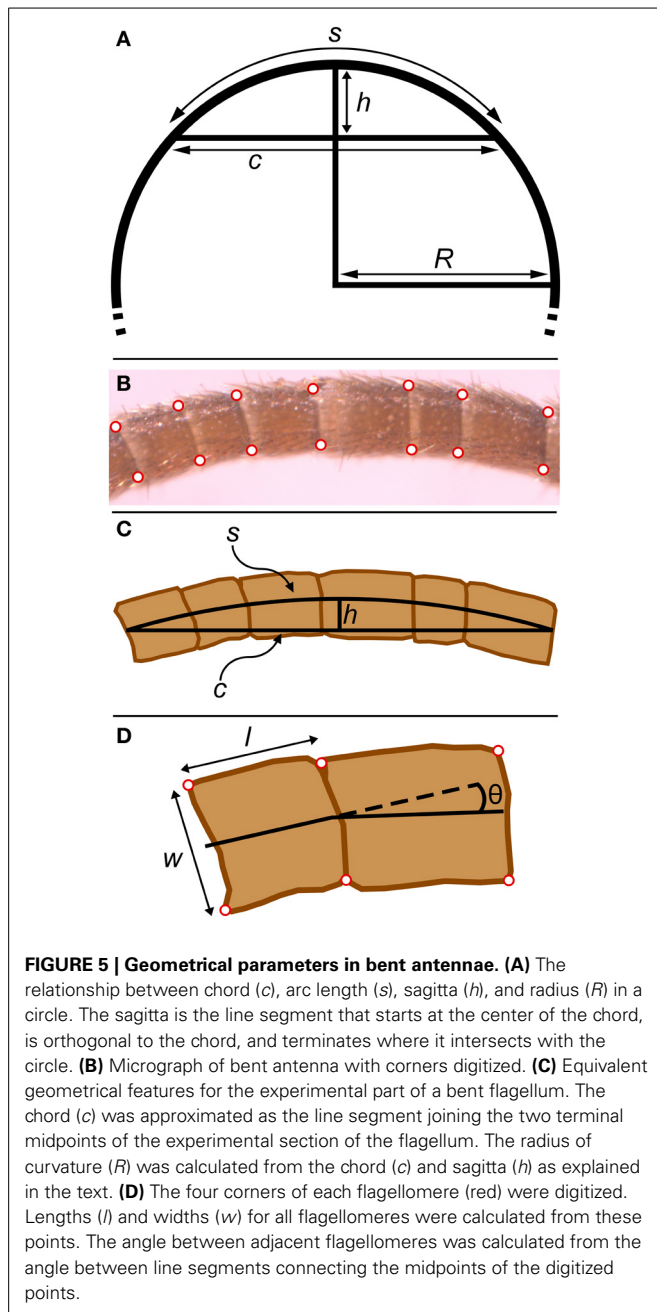 A
s
h
c
R
B
C
s
h
c
D
l
θ
w
FIGURE 5 | Geometrical parameters in bent antennae. (A) The
relationship between chord (c), arc length (s), sagitta (h), and radius (R) in a
circle. The sagitta is the line segment that starts at the center of the chord,
is orthogonal to the chord, and terminates where it intersects with the
circle. (B) Micrograph of bent antenna with corners digitized. (C) Equivalent
geometrical features for the experimental part of a bent flagellum. The
chord (c) was approximated as the line segment joining the two terminal
midpoints of the experimental section of the flagellum. The radius of
curvature (R) was calculated from the chord (c) and sagitta (h) as explained
in the text. (D) The four corners of each flagellomere (red) were digitized.
Lengths (l) and widths (w) for all flagellomeres were calculated from these
points. The angle between adjacent flagellomeres was calculated from the
angle between line segments connecting the midpoints of the digitized
points.